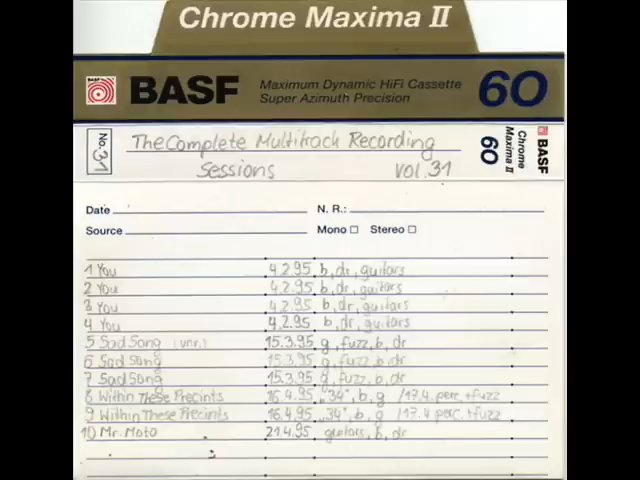 Chrome Maxima II
BASF
BASF Maximum Dynamic HiFi Cassette 60
Super Azimuth Precision
No. 31 The Complete Multitrack Recording
Sessions vol. 31
60 Chrome Maxima II BASF
Date N. R.:
Source Mono Stereo
1 You 4.2.95 b, dr, guitars
2 You 4.2.95 b, dr, guitars
3 You 4.2.95 b, dr, guitars
4 You 4.2.95 b, dr, guitars
5 Sad Song 15.3.95 g, fuzz, b, dr
6 Sad Song 15.3.95 g, fuzz, b, dr
7 Sad Song 15.3.95 g, fuzz, b, dr
8 Within These Precints 16.4.95 "34", b, g /17.4. perc. +fuzz
9 Within These Precints 16.4.95 "34", b, g /17.4 perc. +fuzz
10 Mr. Moto 21.4.95 guitars, b, dr